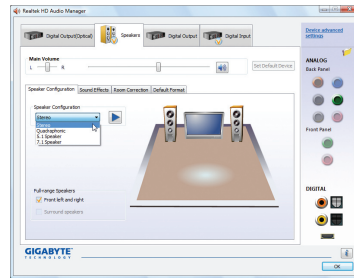 Realtek HD Audio Manager
Digital Output(Optical)
Speakers
Digital Output
Digital Input
Device advanced settings
Main Volume
L
R
Set Default Device
ANALOG
Back Panel
Speaker Configuration
Sound Effects
Room Correction
Default Format
Speaker Configuration
Stereo
Stereo
Quadraphonic
5.1 Speaker
7.1 Speaker
Front Panel
Full-range Speakers
Front left and right
Surround speakers
DIGITAL
GIGABYTE
TECHNOLOGY
i
OK